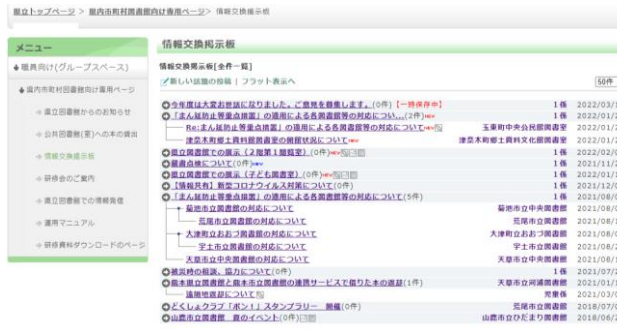 県立トップページ > 県内市町村図書館向け専用ページ> 情報交換掲示板
メニュー
職員向け(グループスペース)
県内市町村図書館向け専用ページ
県立図書館からのお知らせ
公共図書館(室)への本の貸出
情報交換掲示板
研修会のご案内
県立図書館での情報発信
運用マニュアル
研修資料ダウンロードのページ
情報交換掲示板
情報交換掲示板[全件一覧]
新しい話題の投稿 | フラット表示へ
50件
今年度は大変お世話になりました。ご意見を募集します。(0件)【一時保存中】 1係 2022/03/1
「まん延防止等重点措置」の適用による各図書館等の対応につい...(2件) 1係 2022/01/2
Re:まん延防止等重点措置」の適用による各図書館等の対応について 玉東町中央公民館図書室 2022/01/2
津奈木町郷土資料館図書室の開館状況について 津奈木町郷土資料文化館図書室 2022/01/2
県立図書館での展示(2階第1閲覧室)(0件) 1係 2022/02/0
蔵書点検について(0件) 1係 2021/11/2
県立図書館での展示(子ども図書室)(0件) 1係 2022/01/2
【情報共有】新型コロナウイルス対策について(0件) 1係 2021/12/0
「まん延防止等重点措置」の適用による各図書館等の対応について(5件) 1係 2021/08/0
菊池市立図書館の対応について 菊池市立中央図書館 2021/08/0
荒尾市立図書館の対応について 荒尾市立図書館 2021/08/
大津町立おおづ図書館の対応について 大津町立おおづ図書館 2021/08/
宇土市立図書館の対応について 宇土市立図書館 2021/08/2
天草市立中央図書館の対応について 天草市立中央図書館 2021/08/
被災時の相談、協力について(0件) 1係 2021/07/2
熊本県立図書館と熊本市立図書館の連携サービスで借りた本の返却(1件) 天草市立河浦図書館 2021/01/
遠隔地返却について 児童係 2021/03/
どくしょクラブ「ポン!」スタンプラリー 開催(0件) 荒尾市立図書館 2018/07/0
山鹿市立図書館 夏のイベント(0件) 山鹿市立ひだまり図書館 2018/06/2